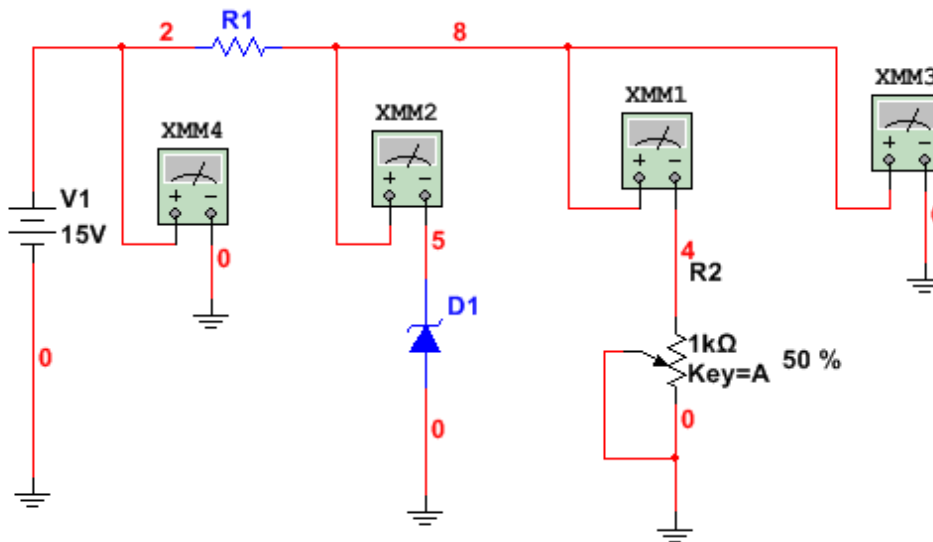 2
R1
8
XMM4
XMM2
XMM1
XMM3
+ −
+ −
+ −
+ −
V1
15V
0
5
4
R2
D1
1kΩ
50 %
Key=A
0
0
0